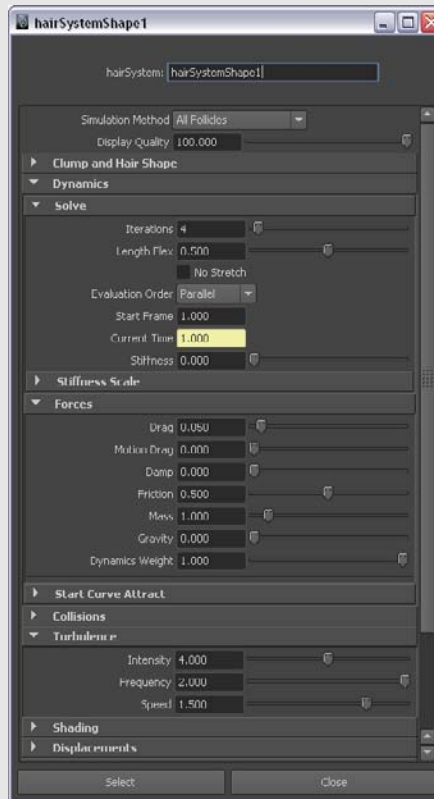 hairSystemShape1
hairSystem: hairSystemShape1
Simulation Method All Follicles
Display Quality 100.000
Clump and Hair Shape
Dynamics
Solve
Iterations 4
Length Flex 0.500
No Stretch
Evaluation Order Parallel
Start Frame 1.000
Current Time 1.000
Stiffness 0.000
Stiffness Scale
Forces
Drag 0.050
Motion Drag 0.000
Damp 0.000
Friction 0.500
Mass 1.000
Gravity 0.000
Dynamics Weight 1.000
Start Curve Attract
Collisions
Turbulence
Intensity 4.000
Frequency 2.000
Speed 1.500
Shading
Displacements
Select Close